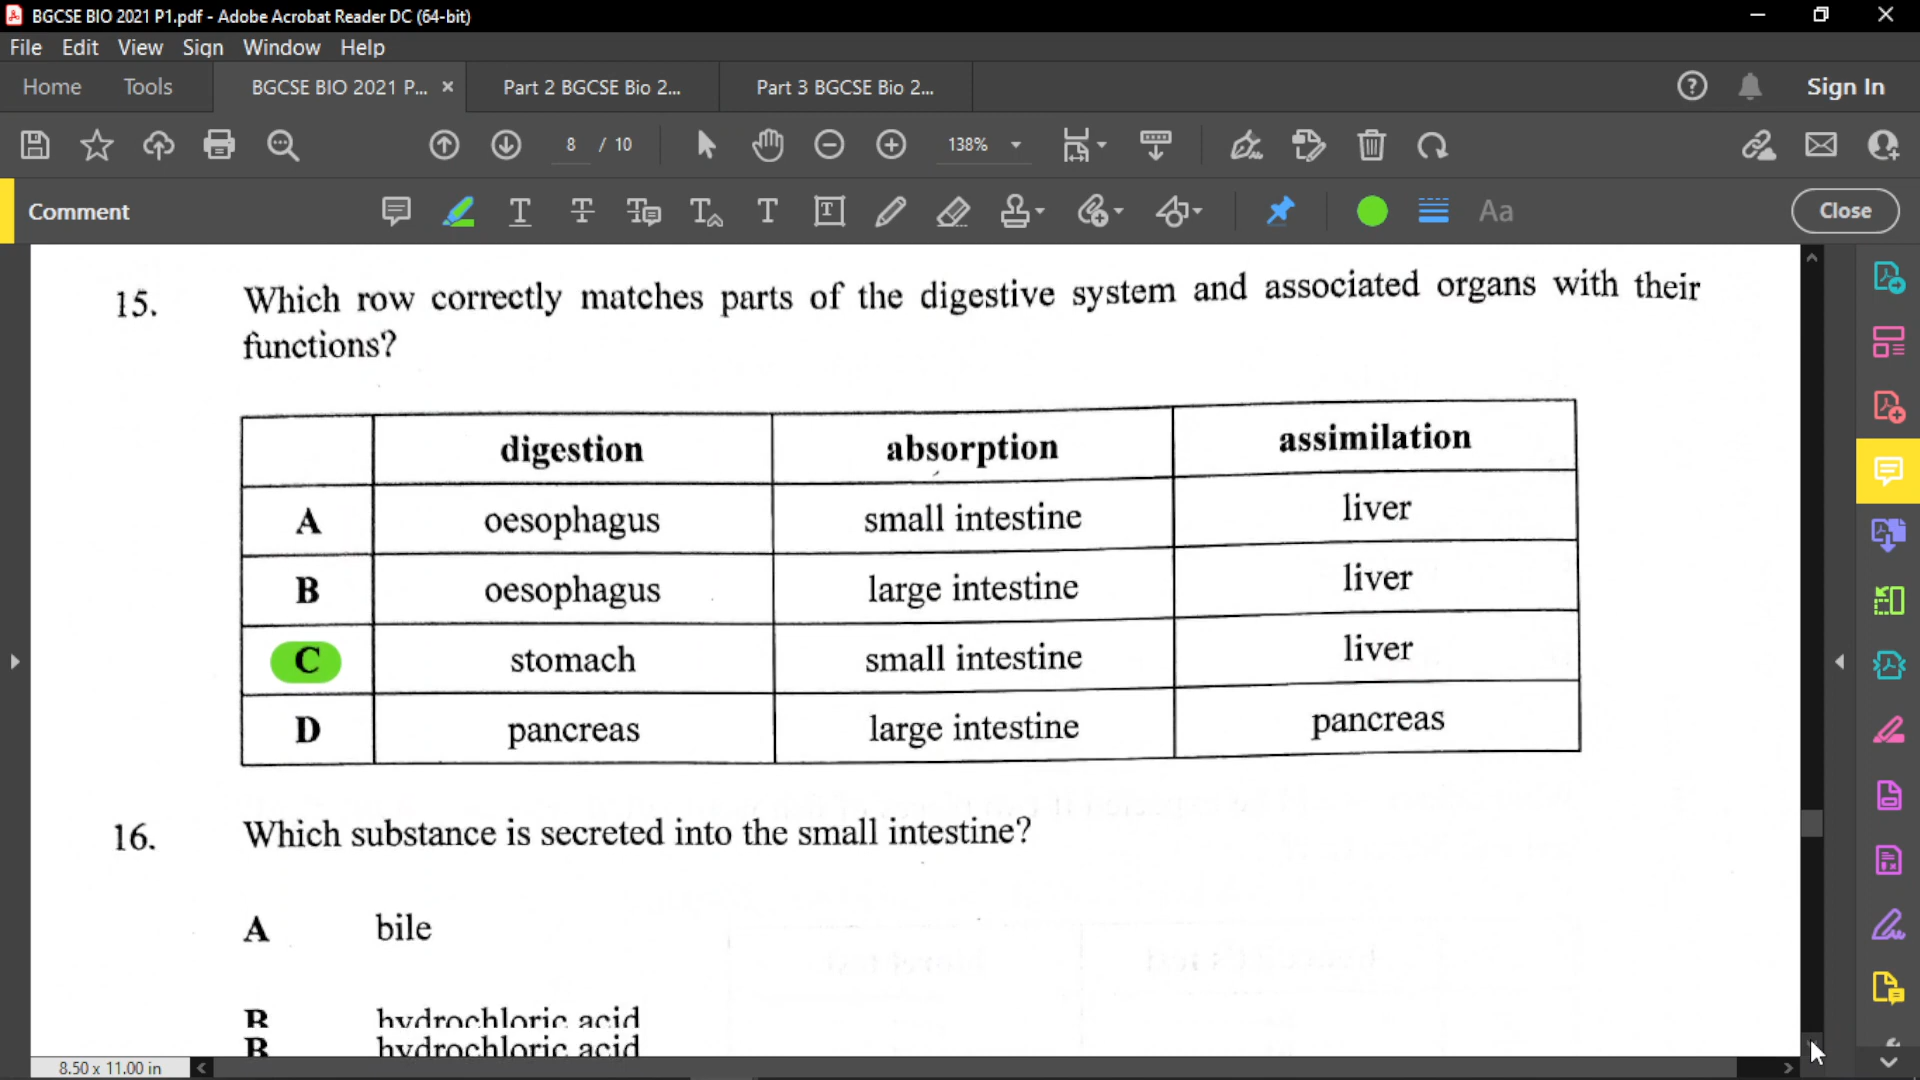 BGCSE BIO 2021 P1.pdf - Adobe Acrobat Reader DC (64-bit)
File Edit View Sign Window Help
Home Tools BGCSE BIO 2021 P... × Part 2 BGCSE Bio 2... Part 3 BGCSE Bio 2... Sign In
8 / 10 138%
Comment Aa Close
15. Which row correctly matches parts of the digestive system and associated organs with their
functions?
digestion absorption assimilation
A oesophagus small intestine liver
B oesophagus large intestine liver
C stomach small intestine liver
D pancreas large intestine pancreas
16. Which substance is secreted into the small intestine?
A bile
B hydrochloric acid
B hydrochloric acid
8.50 x 11.00 in